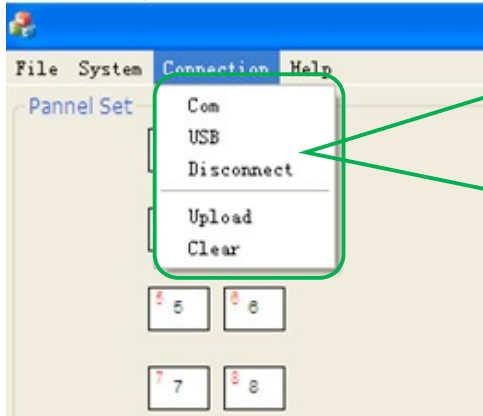 File System Connection Help
Pannel Set
Com
USB
Disconnect
Upload
Clear
5 5 6 6
7 7 8 8